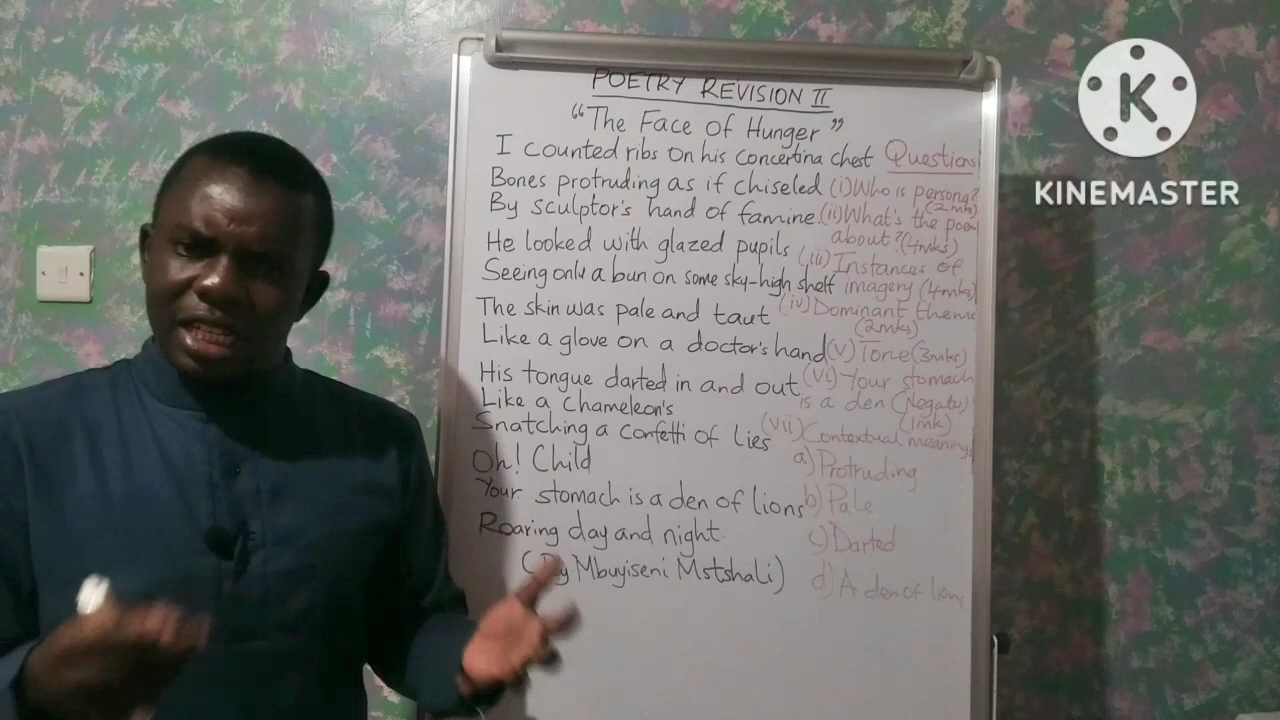 POETRY REVISION II
"The Face Of Hunger"
I counted ribs on his concertina chest
Bones protruding as if chiseled
By sculptor's hand of famine.
He looked with glazed pupils
Seeing only a bun on some sky-high shelf
The skin was pale and taut
Like a glove on a doctor's hand
His tongue darted in and out
Like a Chameleon's
Snatching a confetti of lies
Oh! Child
Your stomach is a den of lions
Roaring day and night.
(By Mbuyiseni Mstshali)
Questions
(i) Who is persona?
(2mks)
(ii) What's the poem
about? (4mks)
(iii) Instances of
imagery (4mks)
(iv) Dominant theme
(2mks)
(v) Tone (3mks)
(vi) Your stomach
is a den (Negate)
(1mk)
(vii) Contextual meaning
a) Protruding
b) Pale
c) Darted
d) A den of lions
K
KINEMASTER